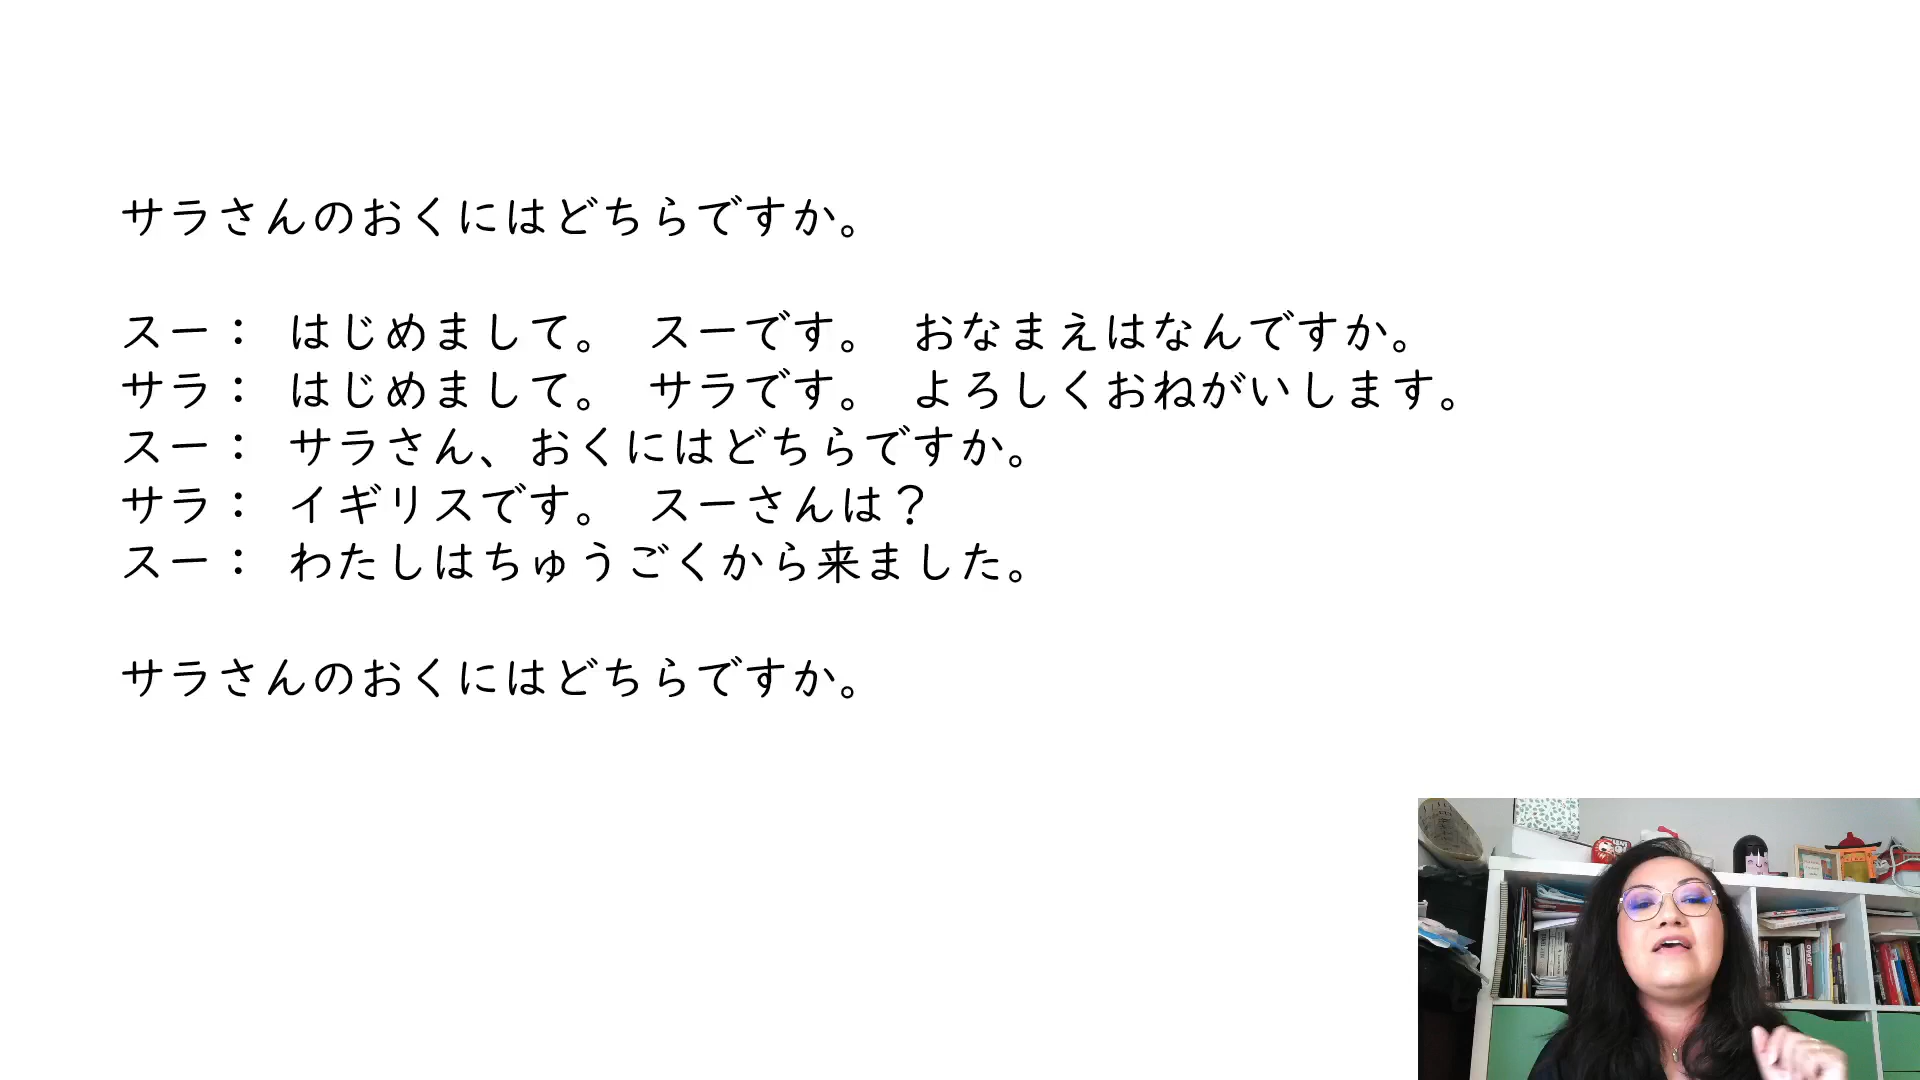 サラさんのおくにはどちらですか。
スー： はじめまして。 スーです。 おなまえはなんですか。
サラ： はじめまして。 サラです。 よろしくおねがいします。
スー： サラさん、おくにはどちらですか。
サラ： イギリスです。 スーさんは？
スー： わたしはちゅうごくから来ました。
サラさんのおくにはどちらですか。